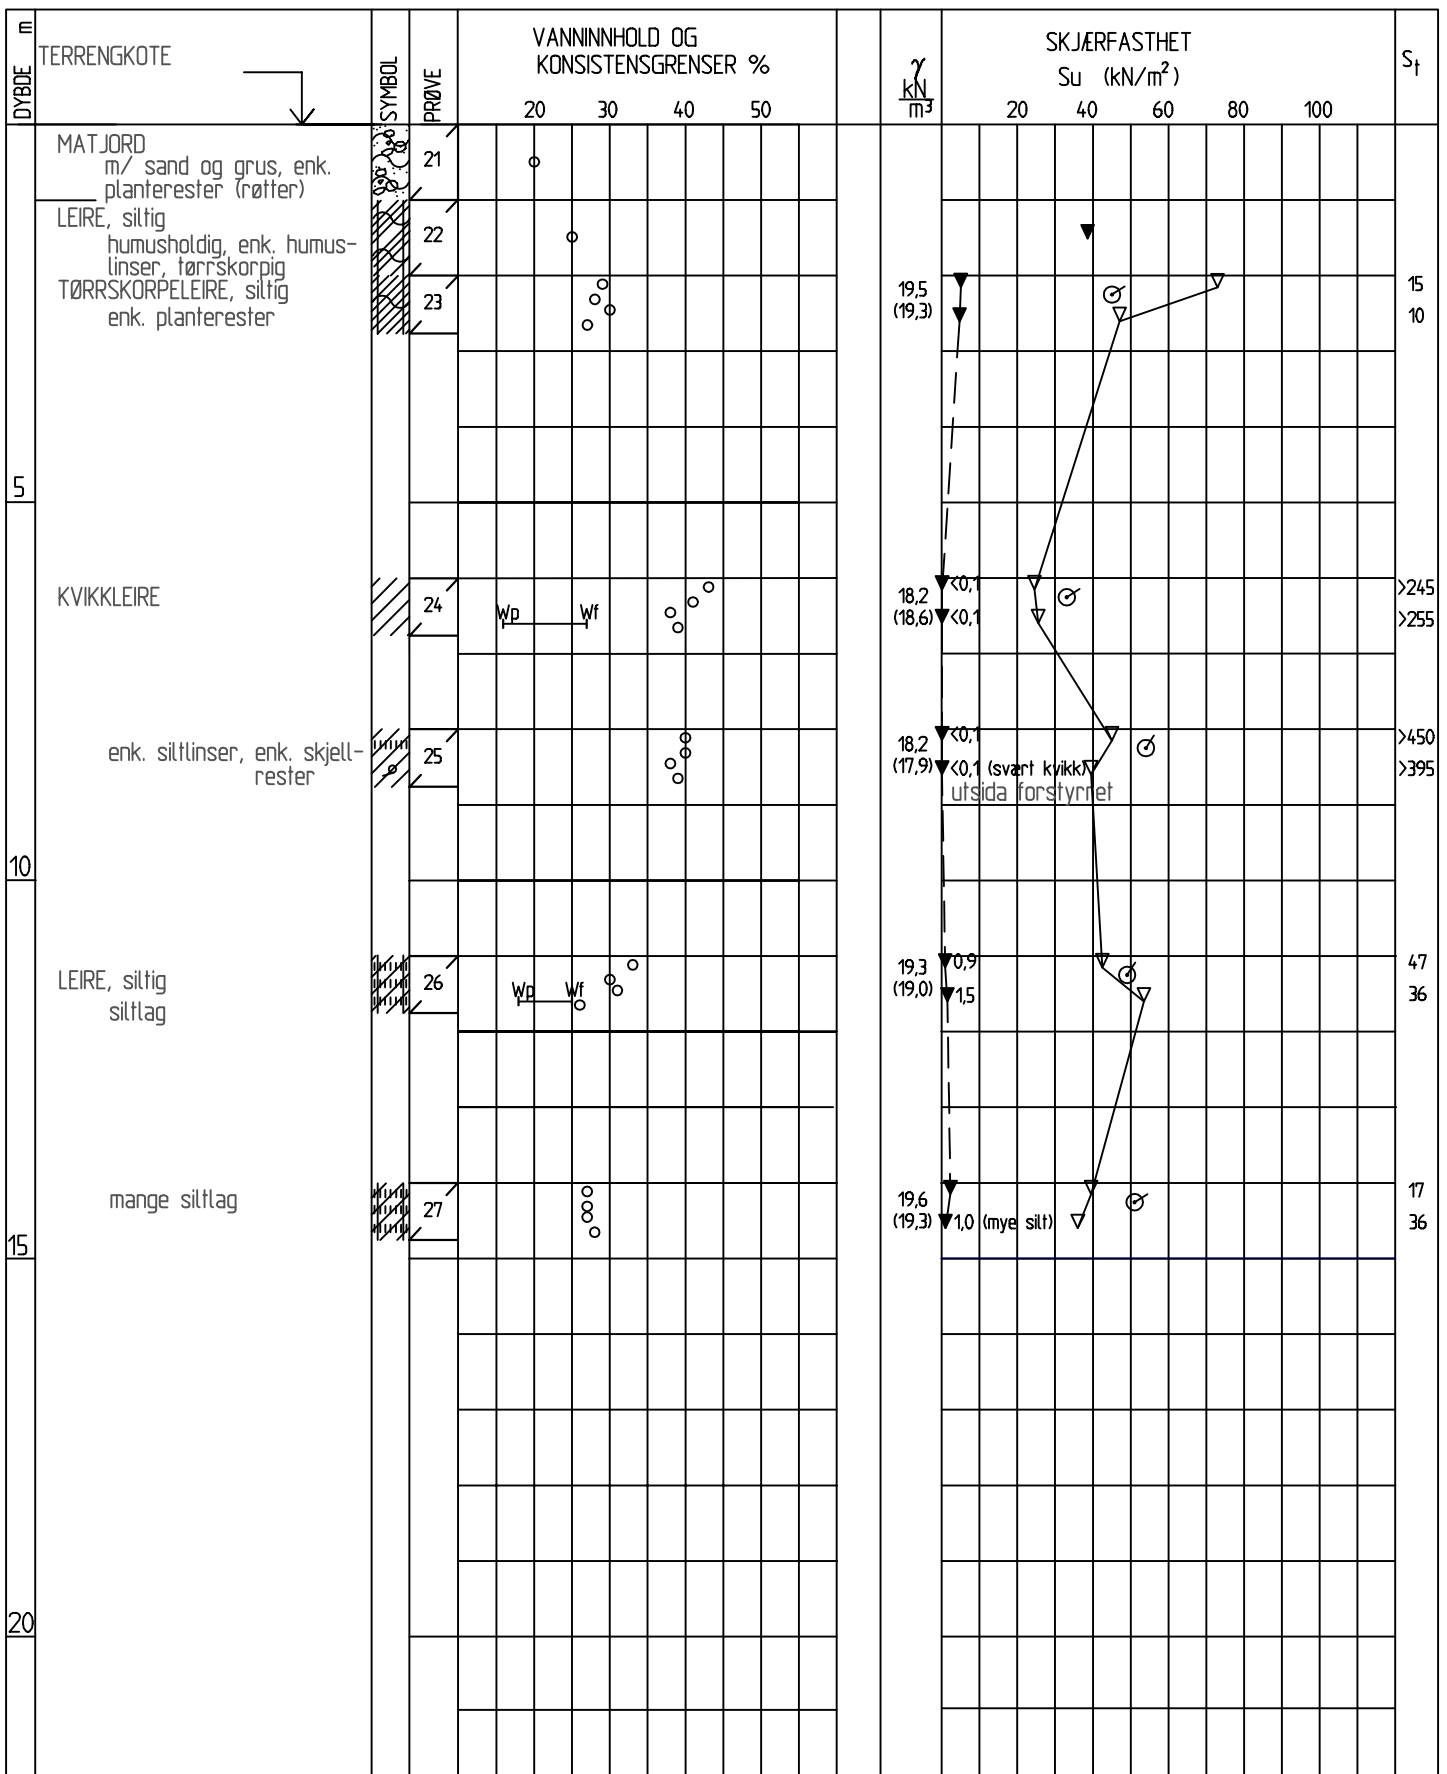 DYBDE m
TERRENGKOTE
SYMBOL
PRØVE
VANNINNHOLD OG
KONSISTENSGRENSER %
20 30 40 50
γ
kN
m³
SKJÆRFASTHET
Su (kN/m²)
20 40 60 80 100
St
MATJORD
m/ sand og grus, enk.
planterester (røtter)
21
LEIRE, siltig
humusholdig, enk. humus-
linser, tørrskorpig
22
TØRRSKORPELEIRE, siltig
enk. planterester
23
19,5
(19,3)
15
10
5
KVIKKLEIRE
24
Wp Wf
18,2
(18,6)
<0,1
<0,1
>245
>255
enk. siltlinser, enk. skjell-
rester
25
18,2
(17,9)
<0,1
<0,1 (svært kvikk)
utsida forstyrret
>450
>395
10
LEIRE, siltig
siltlag
26
Wp Wf
19,3
(19,0)
0,9
1,5
47
36
mange siltlag
27
19,6
(19,3)
1,0 (mye silt)
17
36
15
20